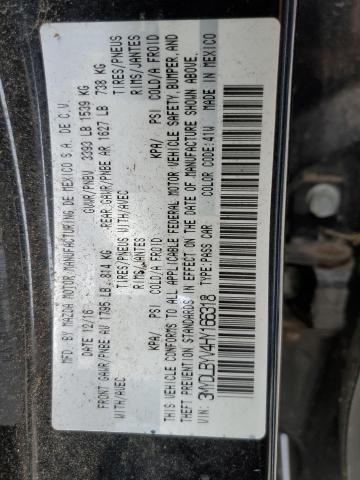 MFD. BY MAZDA MOTOR MANUFACTURING DE MEXICO S.A. DE C.V.
DATE 12/16 GVWR/PNBV 3393 LB 1539 KG
FRONT GAWR/PNBE AV 1795 LB 814 KG REAR GAWR/PNBE AR 1627 LB 738 KG
WITH/AVEC TIRES/PNEUS WITH/AVEC TIRES/PNEUS
RIMS/JANTES RIMS/JANTES
KPA/ PSI COLD/A FROID KPA/ PSI COLD/A FROID
THIS VEHICLE CONFORMS TO ALL APPLICABLE FEDERAL MOTOR VEHICLE SAFETY, BUMPER, AND
THEFT PREVENTION STANDARDS IN EFFECT ON THE DATE OF MANUFACTURE SHOWN ABOVE.
VIN: 3MYDLBYV4HY166318 TYPE:PASS CAR COLOR CODE:41W MADE IN MEXICO